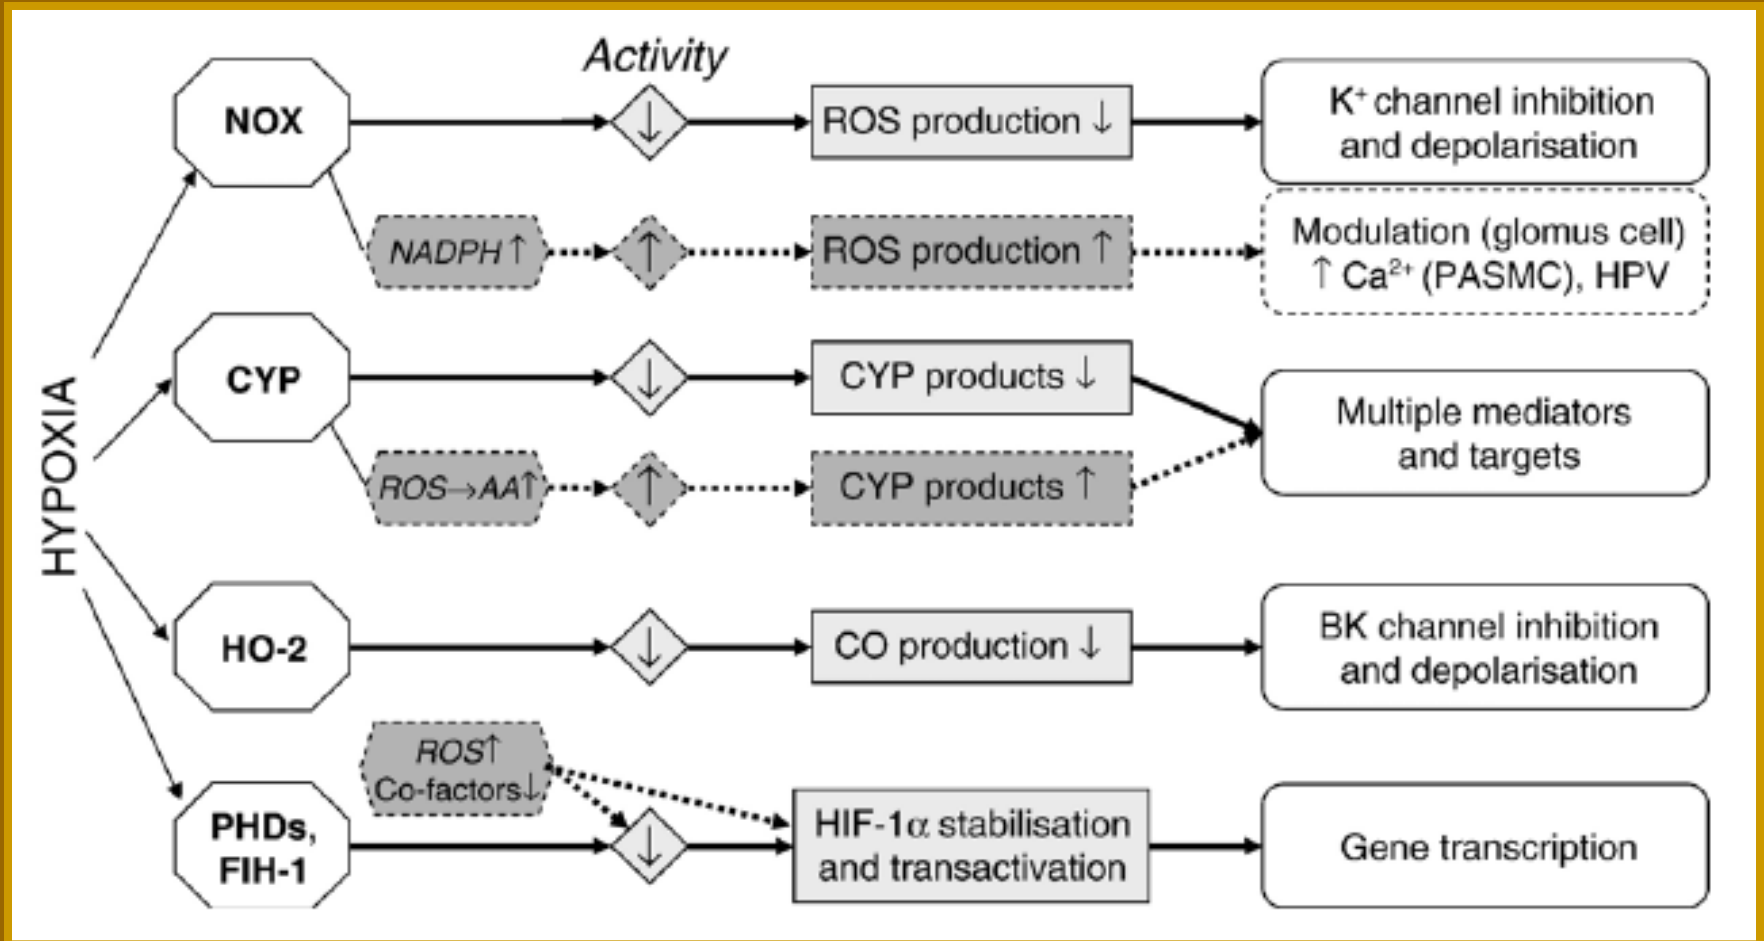 Activity
HYPOXIA
NOX
↓
ROS production ↓
K⁺ channel inhibition
and depolarisation
NADPH ↑
↑
ROS production ↑
Modulation (glomus cell)
↑ Ca²⁺ (PASMC), HPV
CYP
↓
CYP products ↓
Multiple mediators
and targets
ROS→AA↑
↑
CYP products ↑
HO-2
↓
CO production ↓
BK channel inhibition
and depolarisation
ROS↑
Co-factors↓
PHDs,
FIH-1
↓
HIF-1α stabilisation
and transactivation
Gene transcription